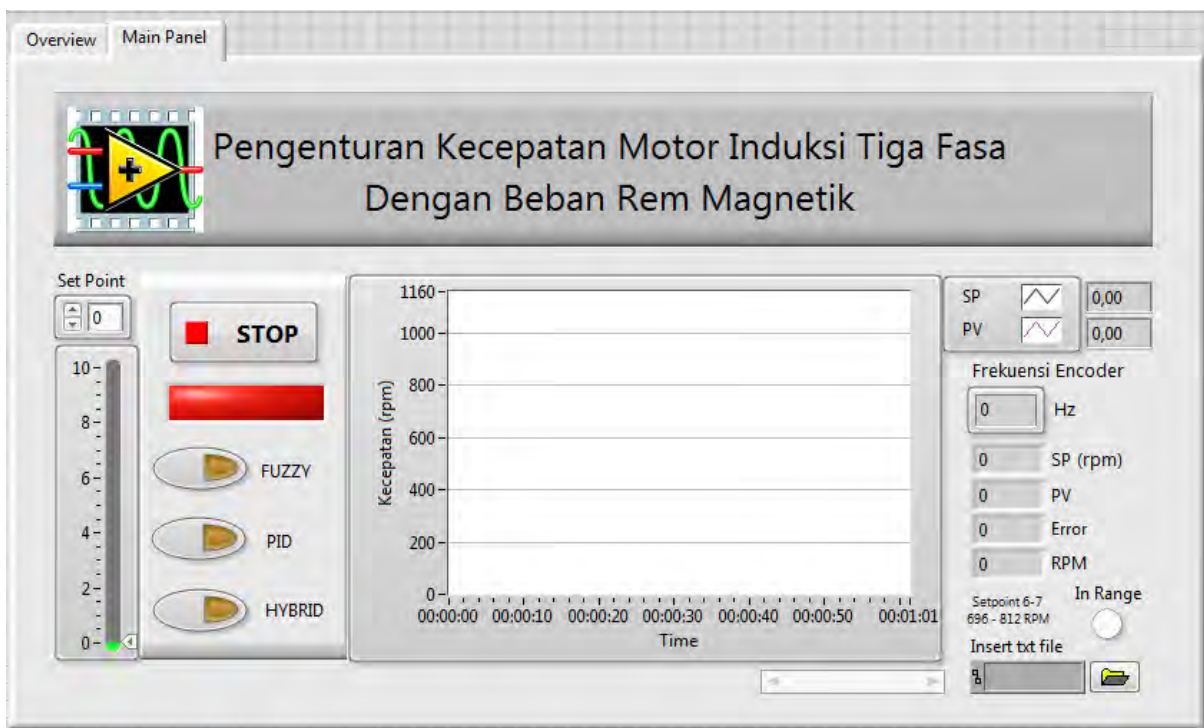 Overview Main Panel
Pengenturan Kecepatan Motor Induksi Tiga Fasa
Dengan Beban Rem Magnetik
Set Point
0
10
8
6
4
2
0
STOP
FUZZY
PID
HYBRID
1160
1000
800
600
400
200
0
Kecepatan (rpm)
00:00:00 00:00:10 00:00:20 00:00:30 00:00:40 00:00:50 00:01:01
Time
SP 0,00
PV 0,00
Frekuensi Encoder
0 Hz
0 SP (rpm)
0 PV
0 Error
0 RPM
Setpoint 6-7
696 - 812 RPM
In Range
Insert txt file